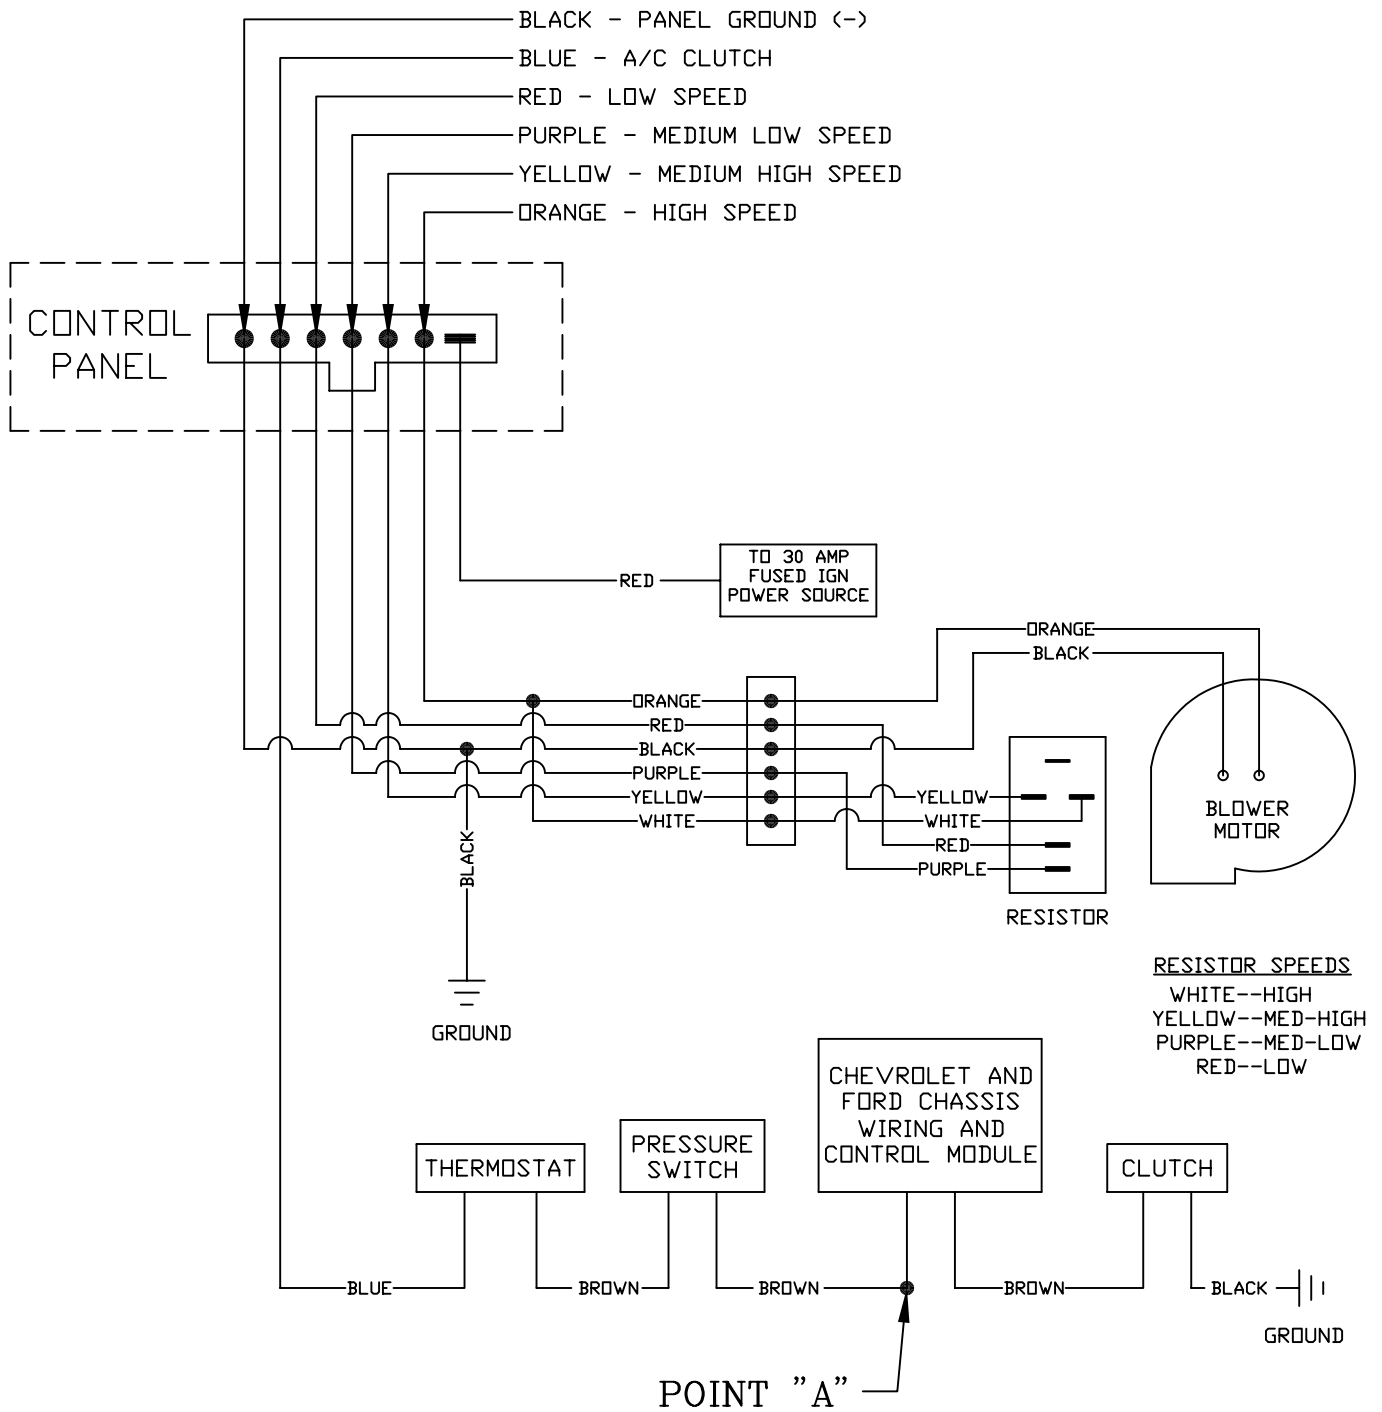 BLACK - PANEL GROUND (-)
BLUE - A/C CLUTCH
RED - LOW SPEED
PURPLE - MEDIUM LOW SPEED
YELLOW - MEDIUM HIGH SPEED
ORANGE - HIGH SPEED
CONTROL
PANEL
TO 30 AMP
FUSED IGN
POWER SOURCE
RED
ORANGE
BLACK
ORANGE
RED
BLACK
PURPLE
YELLOW
WHITE
YELLOW
WHITE
RED
PURPLE
BLACK
RESISTOR
BLOWER
MOTOR
GROUND
RESISTOR SPEEDS
WHITE--HIGH
YELLOW--MED-HIGH
PURPLE--MED-LOW
RED--LOW
THERMOSTAT
PRESSURE
SWITCH
CHEVROLET AND
FORD CHASSIS
WIRING AND
CONTROL MODULE
CLUTCH
BLUE
BROWN
BROWN
BROWN
BLACK
GROUND
POINT "A"